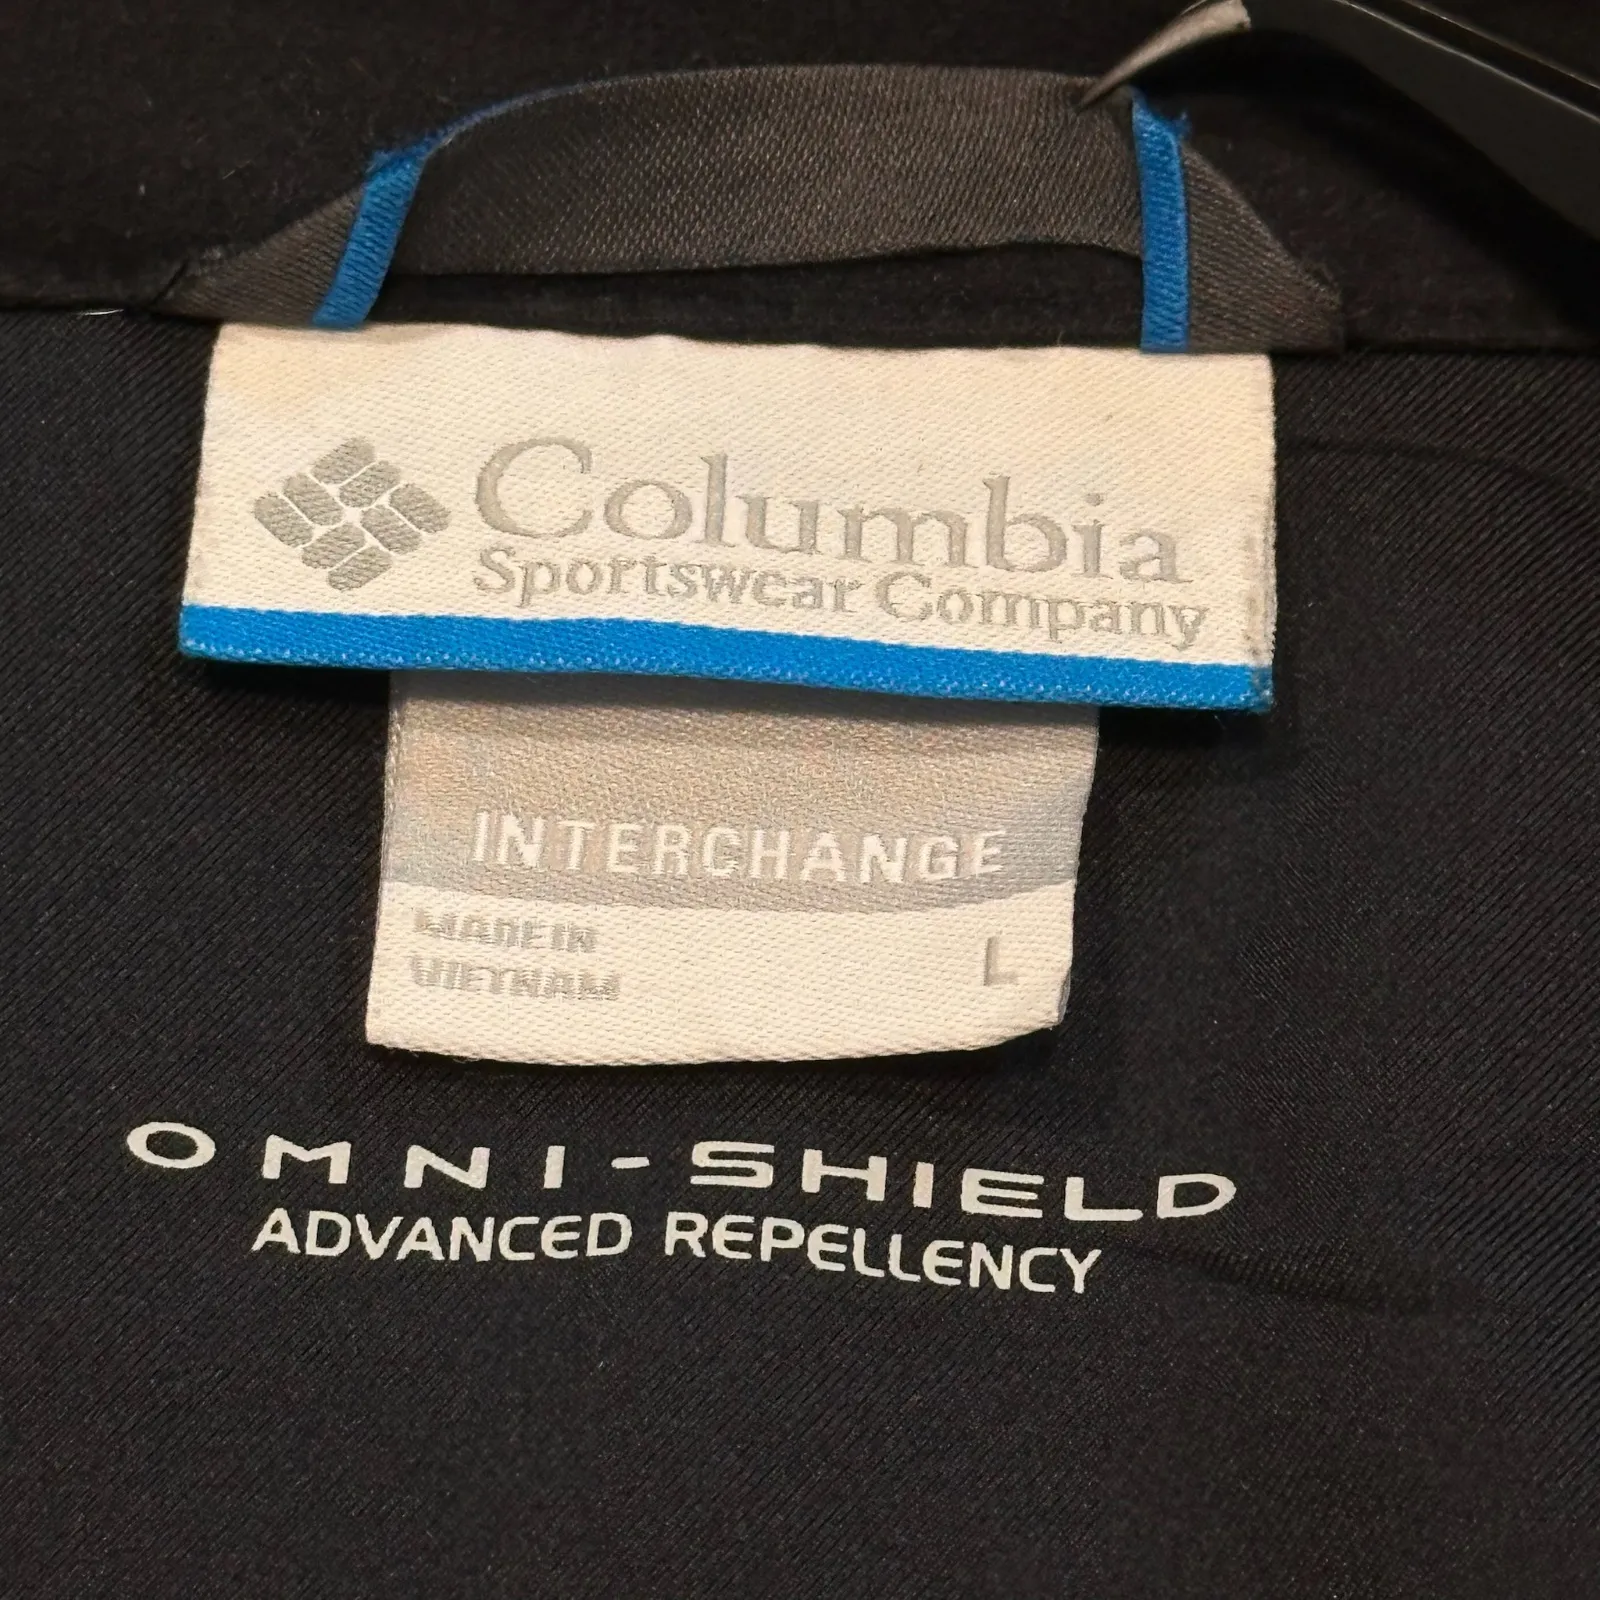 Columbia
Sportswear Company
INTERCHANGE
MADE IN
VIETNAM
L
OMNI-SHIELD
ADVANCED REPELLENCY